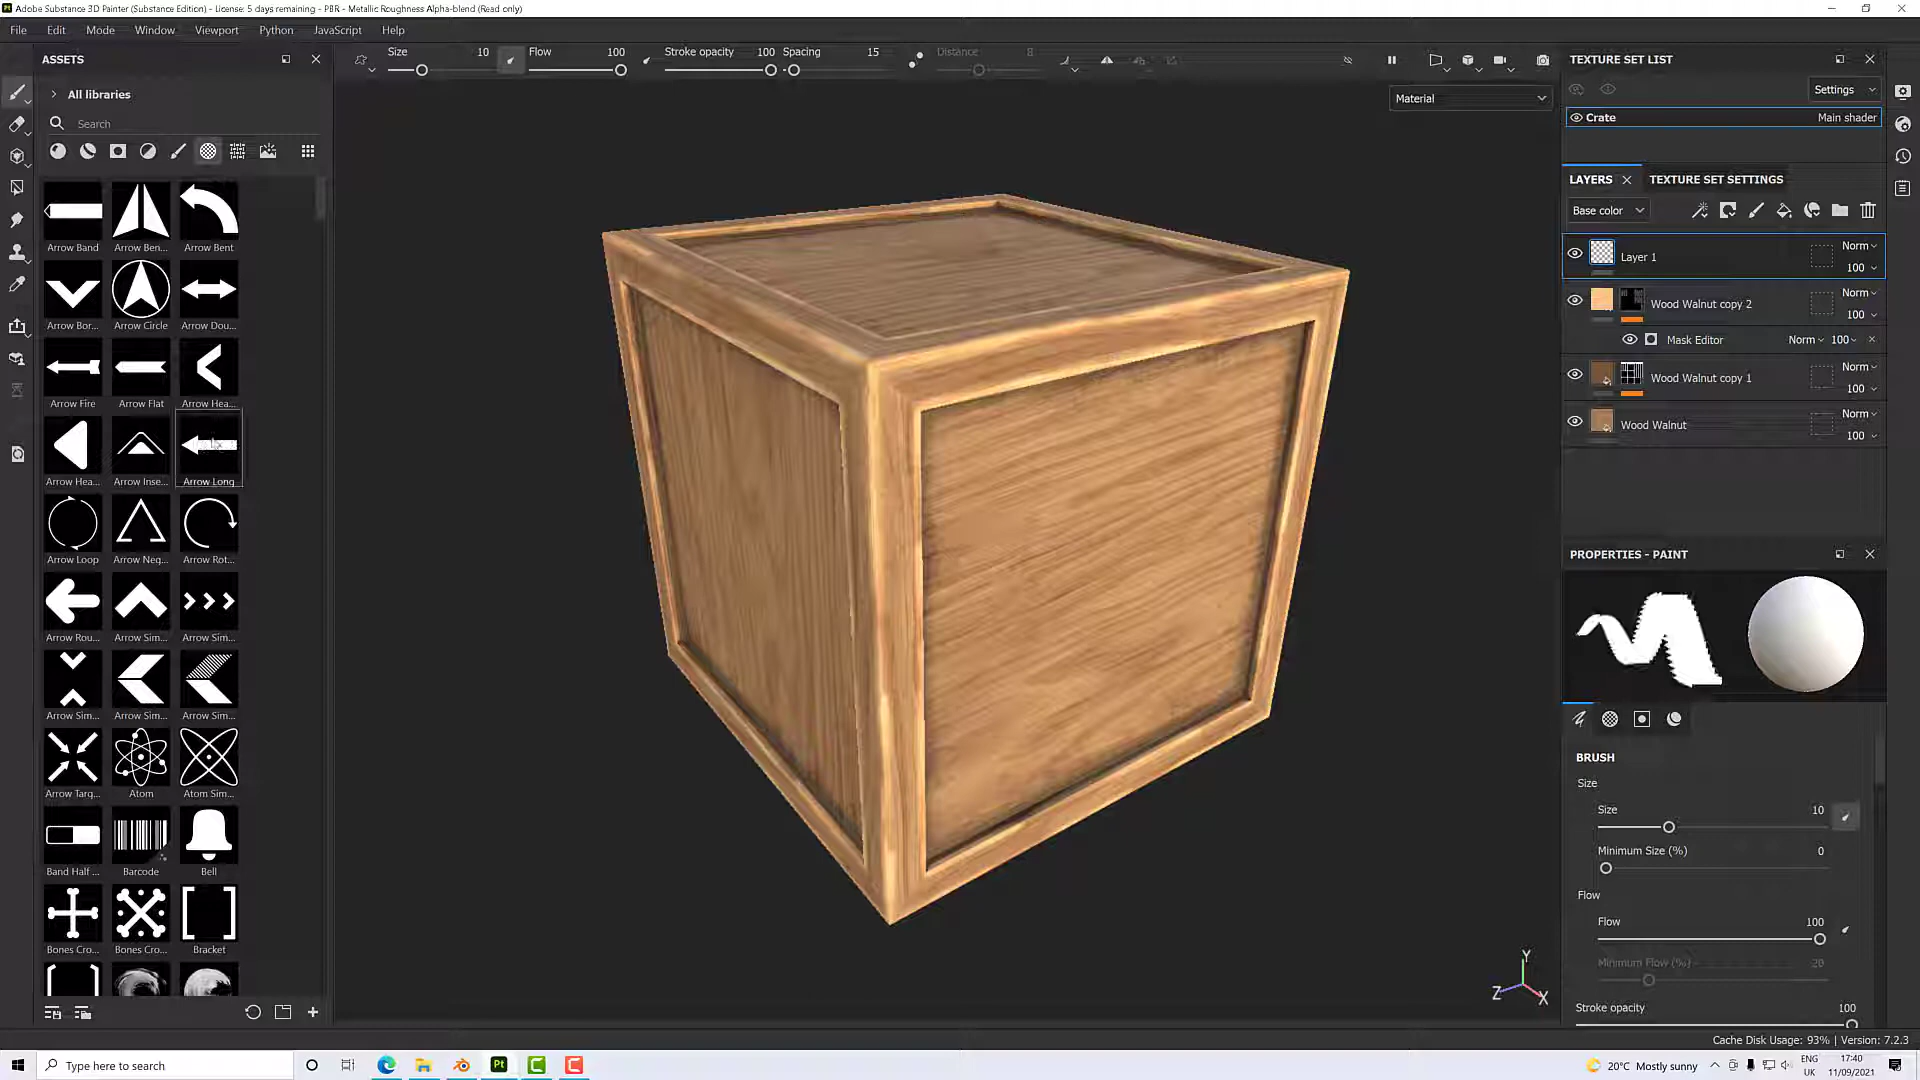 Adobe Substance 3D Painter (Substance Edition) - License: 5 days remaining - PBR - Metallic Roughness Alpha-blend (Read only)
File Edit Mode Window Viewport Python JavaScript Help
ASSETS
Size 10 Flow 100 Stroke opacity 100 Spacing 15 Distance 8
Material
All libraries
Search
Arrow Band Arrow Ben... Arrow Bent
Arrow Bor... Arrow Circle Arrow Dou...
Arrow Fire Arrow Flat Arrow Hea...
Arrow Hea... Arrow Inse... Arrow Long
Arrow Loop Arrow Neg... Arrow Rot...
Arrow Rou... Arrow Sim... Arrow Sim...
Arrow Sim... Arrow Sim... Arrow Sim...
Arrow Targ... Atom Atom Sim...
Band Half ... Barcode Bell
Bones Cro... Bones Cro... Bracket
Y
Z X
TEXTURE SET LIST
Settings
Crate Main shader
LAYERS TEXTURE SET SETTINGS
Base color
Layer 1 Norm 100
Wood Walnut copy 2 Norm 100
Mask Editor Norm 100
Wood Walnut copy 1 Norm 100
Wood Walnut Norm 100
PROPERTIES - PAINT
BRUSH
Size
Size 10
Minimum Size (%) 0
Flow
Flow 100
Minimum Flow (%) 20
Stroke opacity 100
Cache Disk Usage: 93% | Version: 7.2.3
Type here to search
Pt
20°C Mostly sunny
ENG
UK
17:40
11/09/2021